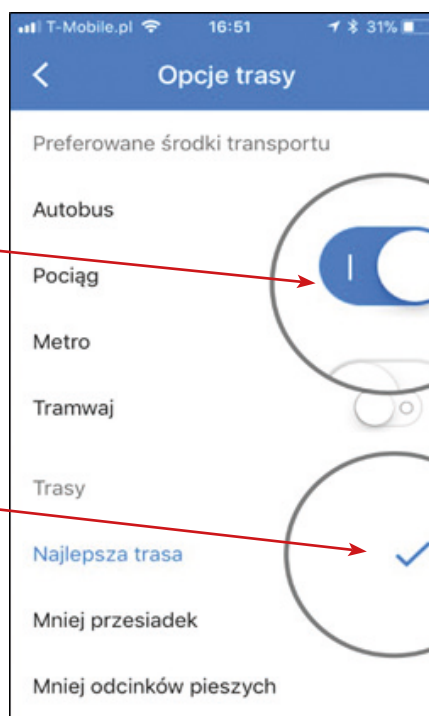 T-Mobile.pl 16:51 31%
Opcje trasy
Preferowane środki transportu
Autobus
Pociąg
Metro
Tramwaj
Trasy
Najlepsza trasa
Mniej przesiadek
Mniej odcinków pieszych